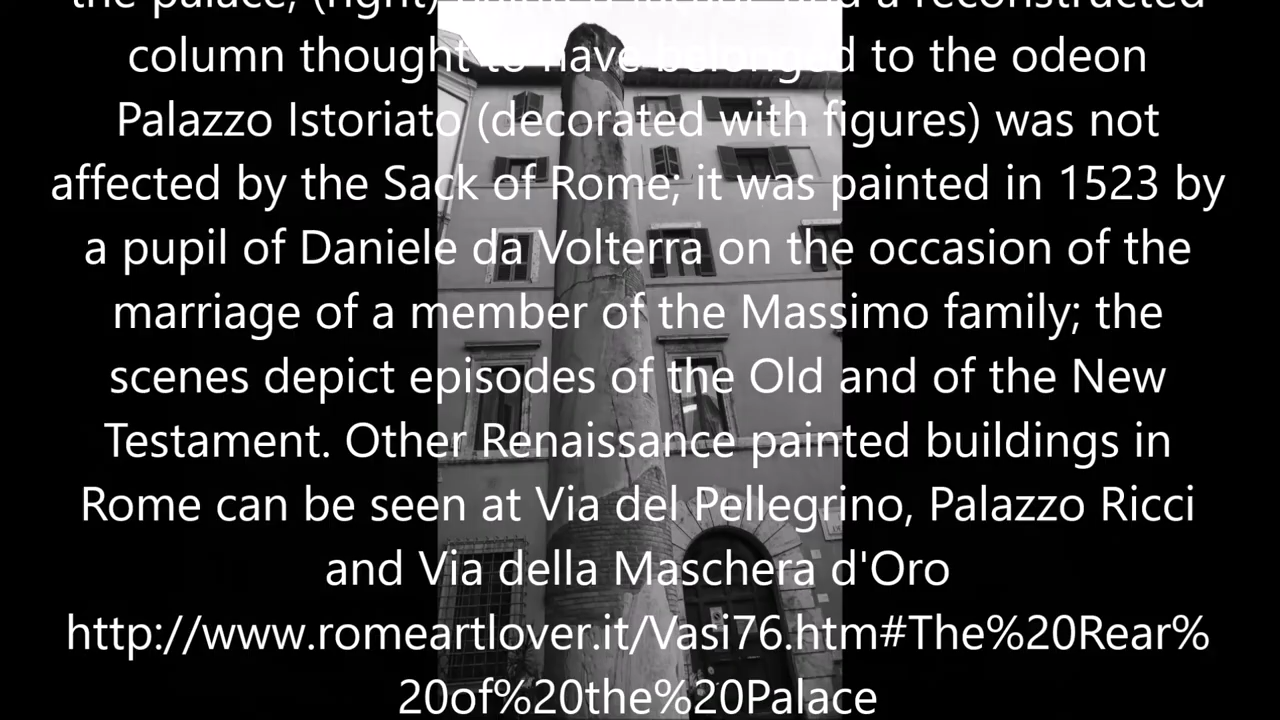 the palace; (right) a reconstructed
column thought to have belonged to the odeon
Palazzo Istoriato (decorated with figures) was not
affected by the Sack of Rome; it was painted in 1523 by
a pupil of Daniele da Volterra on the occasion of the
marriage of a member of the Massimo family; the
scenes depict episodes of the Old and of the New
Testament. Other Renaissance painted buildings in
Rome can be seen at Via del Pellegrino, Palazzo Ricci
and Via della Maschera d'Oro
http://www.romeartlover.it/Vasi76.htm#The%20Rear%
20of%20the%20Palace